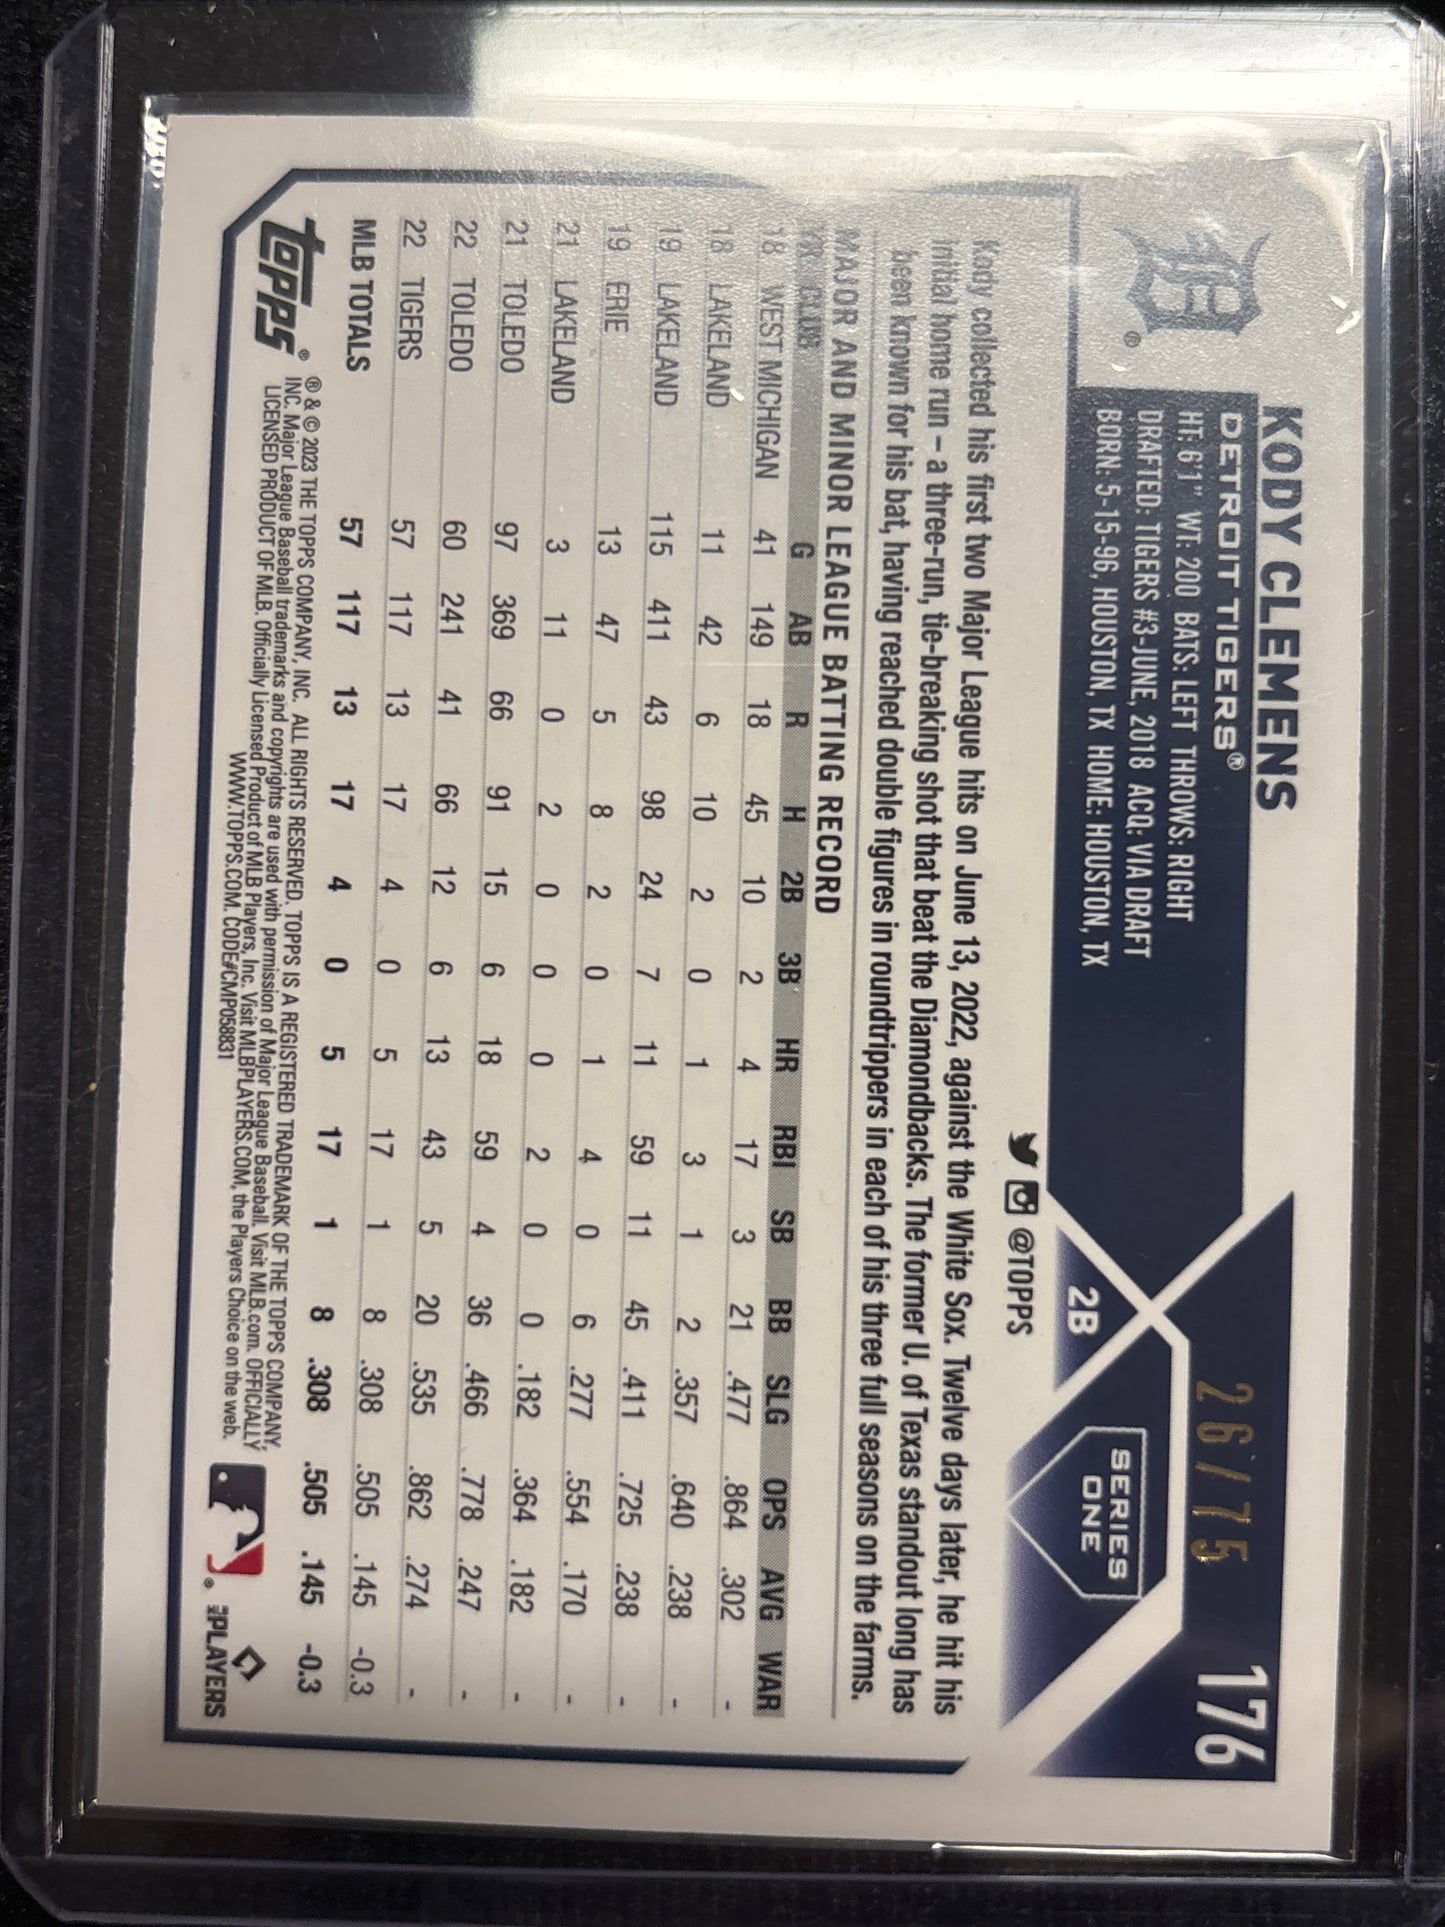 26/75
176
KODY CLEMENS
DETROIT TIGERS®
HT: 6'1" WT: 200 BATS: LEFT THROWS: RIGHT
DRAFTED: TIGERS #3-JUNE, 2018 ACQ: VIA DRAFT
BORN: 5-15-96, HOUSTON, TX HOME: HOUSTON, TX
®
2B
SERIES
ONE
@TOPPS
Kody collected his first two Major League hits on June 13, 2022, against the White Sox. Twelve days later, he hit his
initial home run – a three-run, tie-breaking shot that beat the Diamondbacks. The former U. of Texas standout long has
been known for his bat, having reached double figures in roundtrippers in each of his three full seasons on the farms.
MAJOR AND MINOR LEAGUE BATTING RECORD
YR CLUB G AB R H 2B 3B HR RBI SB BB SLG OPS AVG WAR
18 WEST MICHIGAN 41 149 18 45 10 2 4 17 3 21 .477 .864 .302 -
18 LAKELAND 11 42 6 10 2 0 1 3 1 2 .357 .640 .238 -
19 LAKELAND 115 411 43 98 24 7 11 59 11 45 .411 .725 .238 -
19 ERIE 13 47 5 8 2 0 1 4 0 6 .277 .554 .170 -
21 LAKELAND 3 11 0 2 0 0 0 2 0 0 .182 .364 .182 -
21 TOLEDO 97 369 66 91 15 6 18 59 4 36 .466 .778 .247 -
22 TOLEDO 60 241 41 66 12 6 13 43 5 20 .535 .862 .274 -
22 TIGERS 57 117 13 17 4 0 5 17 1 8 .308 .505 .145 -0.3
MLB TOTALS 57 117 13 17 4 0 5 17 1 8 .308 .505 .145 -0.3
topps®
® & © 2023 THE TOPPS COMPANY, INC. ALL RIGHTS RESERVED. TOPPS IS A REGISTERED TRADEMARK OF THE TOPPS COMPANY,
INC. Major League Baseball trademarks and copyrights are used with permission of Major League Baseball. Visit MLB.com. OFFICIALLY
LICENSED PRODUCT OF MLB. Officially Licensed Product of MLB Players, Inc. Visit MLBPLAYERS.COM, the Players Choice on the web.
WWW.TOPPS.COM. CODE#CMP058831
®
PLAYERS